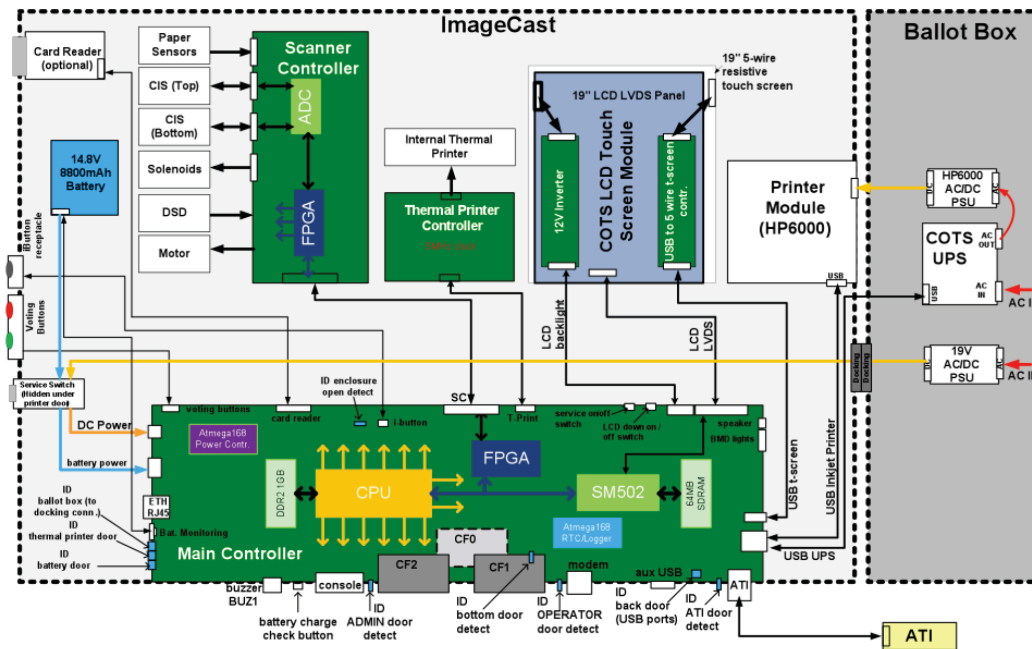 ImageCast
Ballot Box
Card Reader
(optional)
Paper
Sensors
CIS (Top)
CIS
(Bottom)
Solenoids
DSD
Motor
Scanner
Controller
ADC
FPGA
14.8V
8800mAh
Battery
iButton
receptacle
Voting
Buttons
Internal Thermal
Printer
Thermal Printer
Controller
19" LCD LVDS Panel
19" 5-wire
resistive
touch screen
12V Inverter
COTS LCD Touch
Screen Module
USB to 5 wire t-screen
contr.
Printer
Module
(HP6000)
USB
HP6000
AC/DC
PSU
AC
DC
COTS
UPS
AC
OUT
AC
IN
USB
AC I
19V
AC/DC
PSU
DC
AC
AC I
Docking
Docking
LCD
backlight
LCD
LVDS
USB t-screen
USB Inkjet Printer
USB UPS
Service Switch
(Hidden under
printer door)
DC Power
battery power
ID
ballot box (to
docking conn.)
ID
thermal printer door
ID
battery door
ETH
RJ45
Bat. Monitoring
voting buttons
card reader
ID enclosure
open detect
i-button
SC
T-Print
service on/off
switch
LCD down on /
off switch
speaker
BMD lights
Atmega168
Power Contr.
DDR2 1GB
CPU
FPGA
SM502
64MB
SDRAM
Atmega168
RTC/Logger
Main Controller
CF0
CF2
CF1
buzzer
BUZ1
console
modem
aux USB
ATI
battery charge
check button
ID
ADMIN door
detect
ID
bottom door
detect
ID
OPERATOR
door detect
ID
back door
(USB ports)
ID
ATI door
detect
ATI